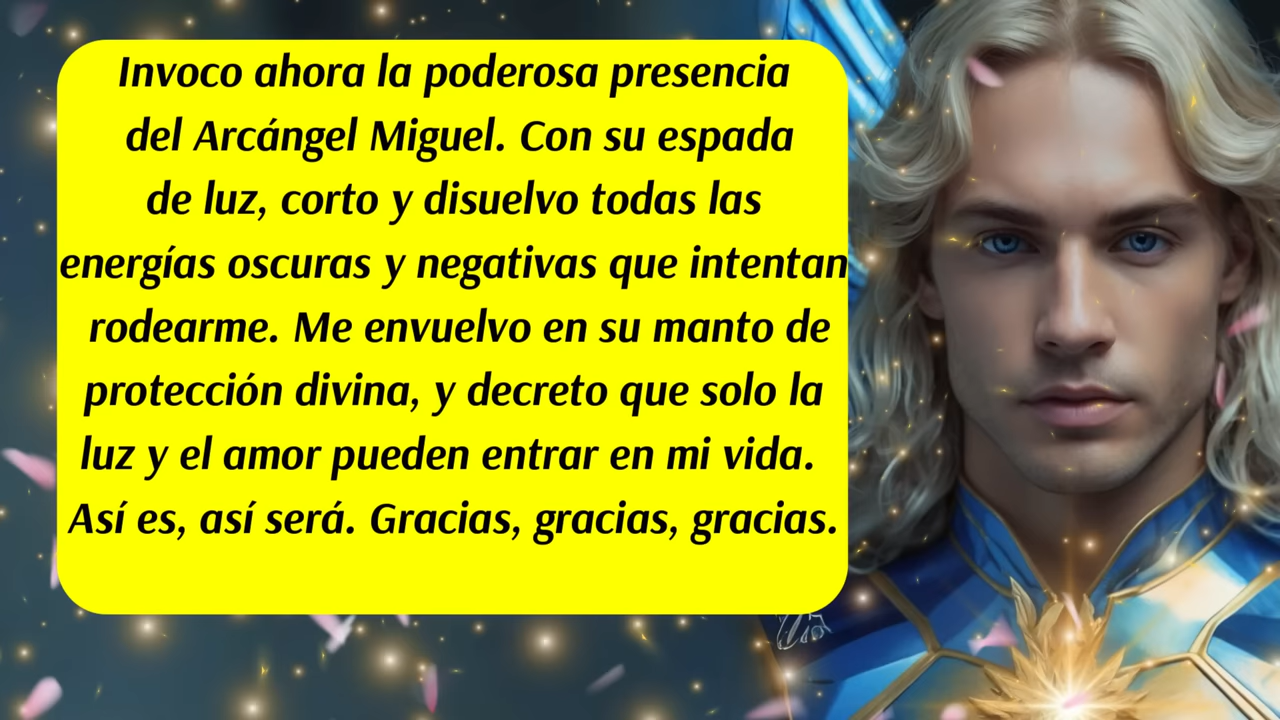 Invoco ahora la poderosa presencia
del Arcángel Miguel. Con su espada
de luz, corto y disuelvo todas las
energías oscuras y negativas que intentan
rodearme. Me envuelvo en su manto de
protección divina, y decreto que solo la
luz y el amor pueden entrar en mi vida.
Así es, así será. Gracias, gracias, gracias.